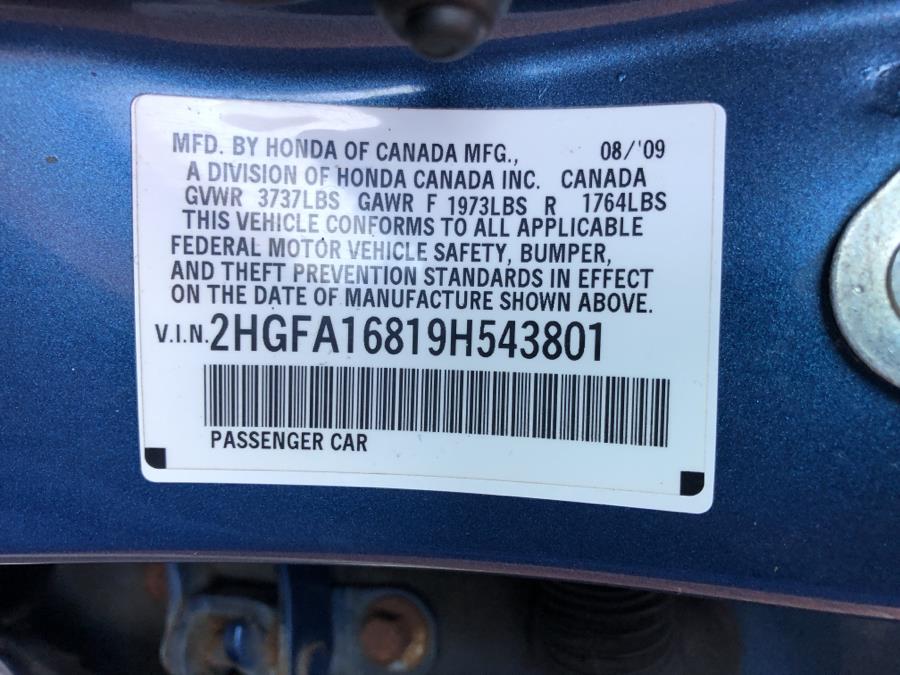 MFD. BY HONDA OF CANADA MFG., 08/'09
A DIVISION OF HONDA CANADA INC. CANADA
GVWR 3737LBS GAWR F 1973LBS R 1764LBS
THIS VEHICLE CONFORMS TO ALL APPLICABLE
FEDERAL MOTOR VEHICLE SAFETY, BUMPER,
AND THEFT PREVENTION STANDARDS IN EFFECT
ON THE DATE OF MANUFACTURE SHOWN ABOVE.
V.I.N. 2HGFA16819H543801
PASSENGER CAR